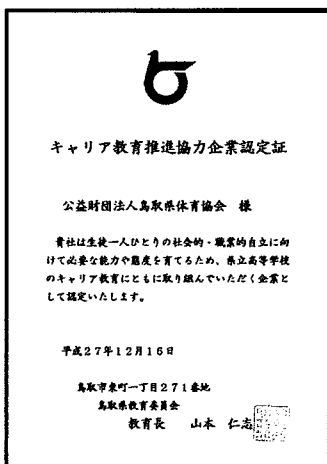 キャリア教育推進協力企業認定証
公益財団法人鳥取県体育協会 様
貴社は生徒一人ひとりの社会的・職業的自立に向
けて必要な能力や態度を育てるため、県立高等学校
のキャリア教育にともに取り組んでいただく企業と
して認定いたします。
平成27年12月16日
鳥取市東町一丁目271番地
鳥取県教育委員会
教育長 山本 仁志